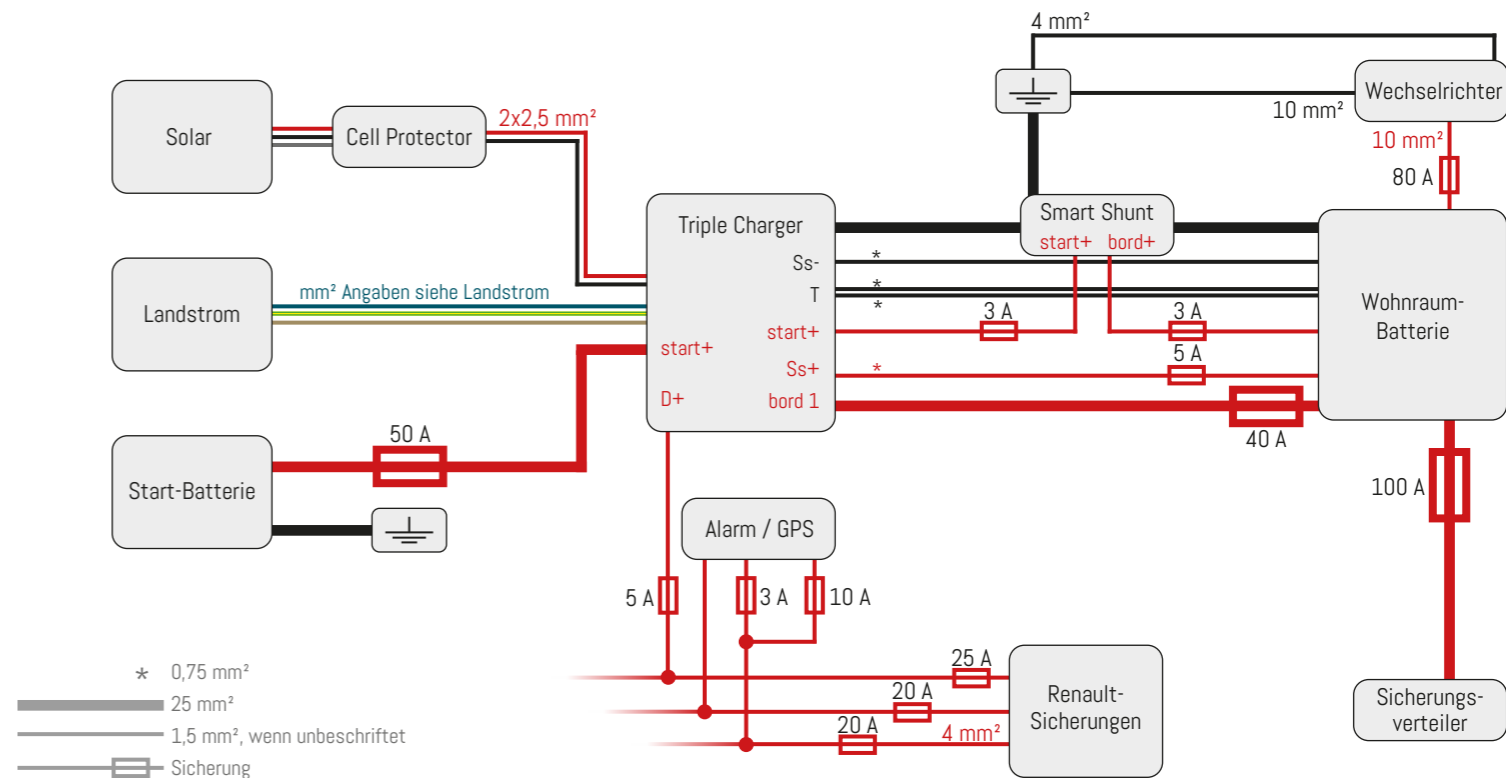 4 mm²
Solar
Cell Protector
2x2,5 mm²
Wechselrichter
10 mm²
10 mm²
80 A
Triple Charger
Smart Shunt
start+ bord+
Ss-
*
T
*
*
Landstrom
mm² Angaben siehe Landstrom
start+
start+
3 A
3 A
Wohnraum-
Batterie
Ss+
*
5 A
D+
bord 1
40 A
Start-Batterie
50 A
100 A
Alarm / GPS
5 A
3 A
10 A
25 A
20 A
20 A
4 mm²
Renault-
Sicherungen
Sicherungs-
verteiler
* 0,75 mm²
25 mm²
1,5 mm², wenn unbeschriftet
Sicherung